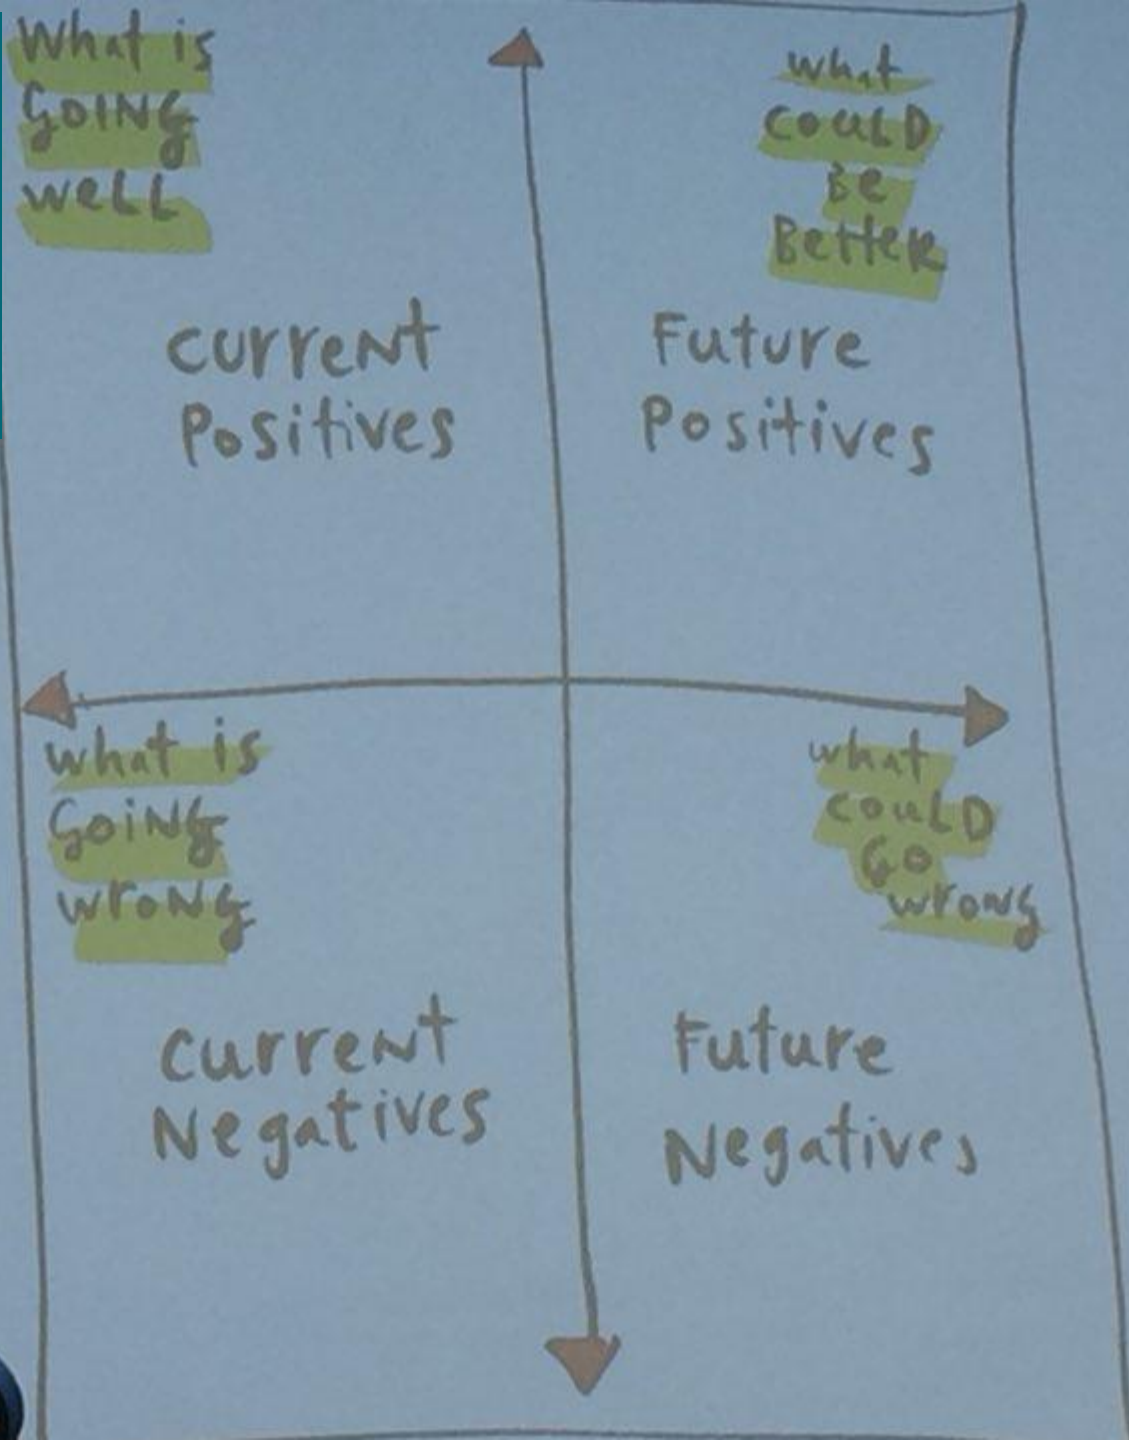 What is
GOING
well
Current
Positives
what
COULD
Be
Better
Future
Positives
what is
GoiNG
wroNG
Current
Negatives
what
COULD
GO
wroNG
Future
Negatives